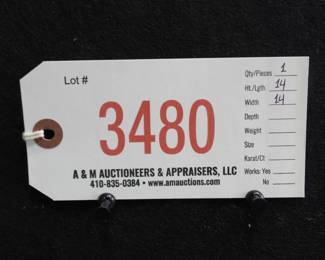 Lot #
3480
A & M AUCTIONEERS & APPRAISERS, LLC
410-835-0384 • www.amauctions.com
Qty/Pieces 1
Ht./Lgth 14
Width 14
Depth
Weight
Size
Karat/Ct
Works: Yes
No